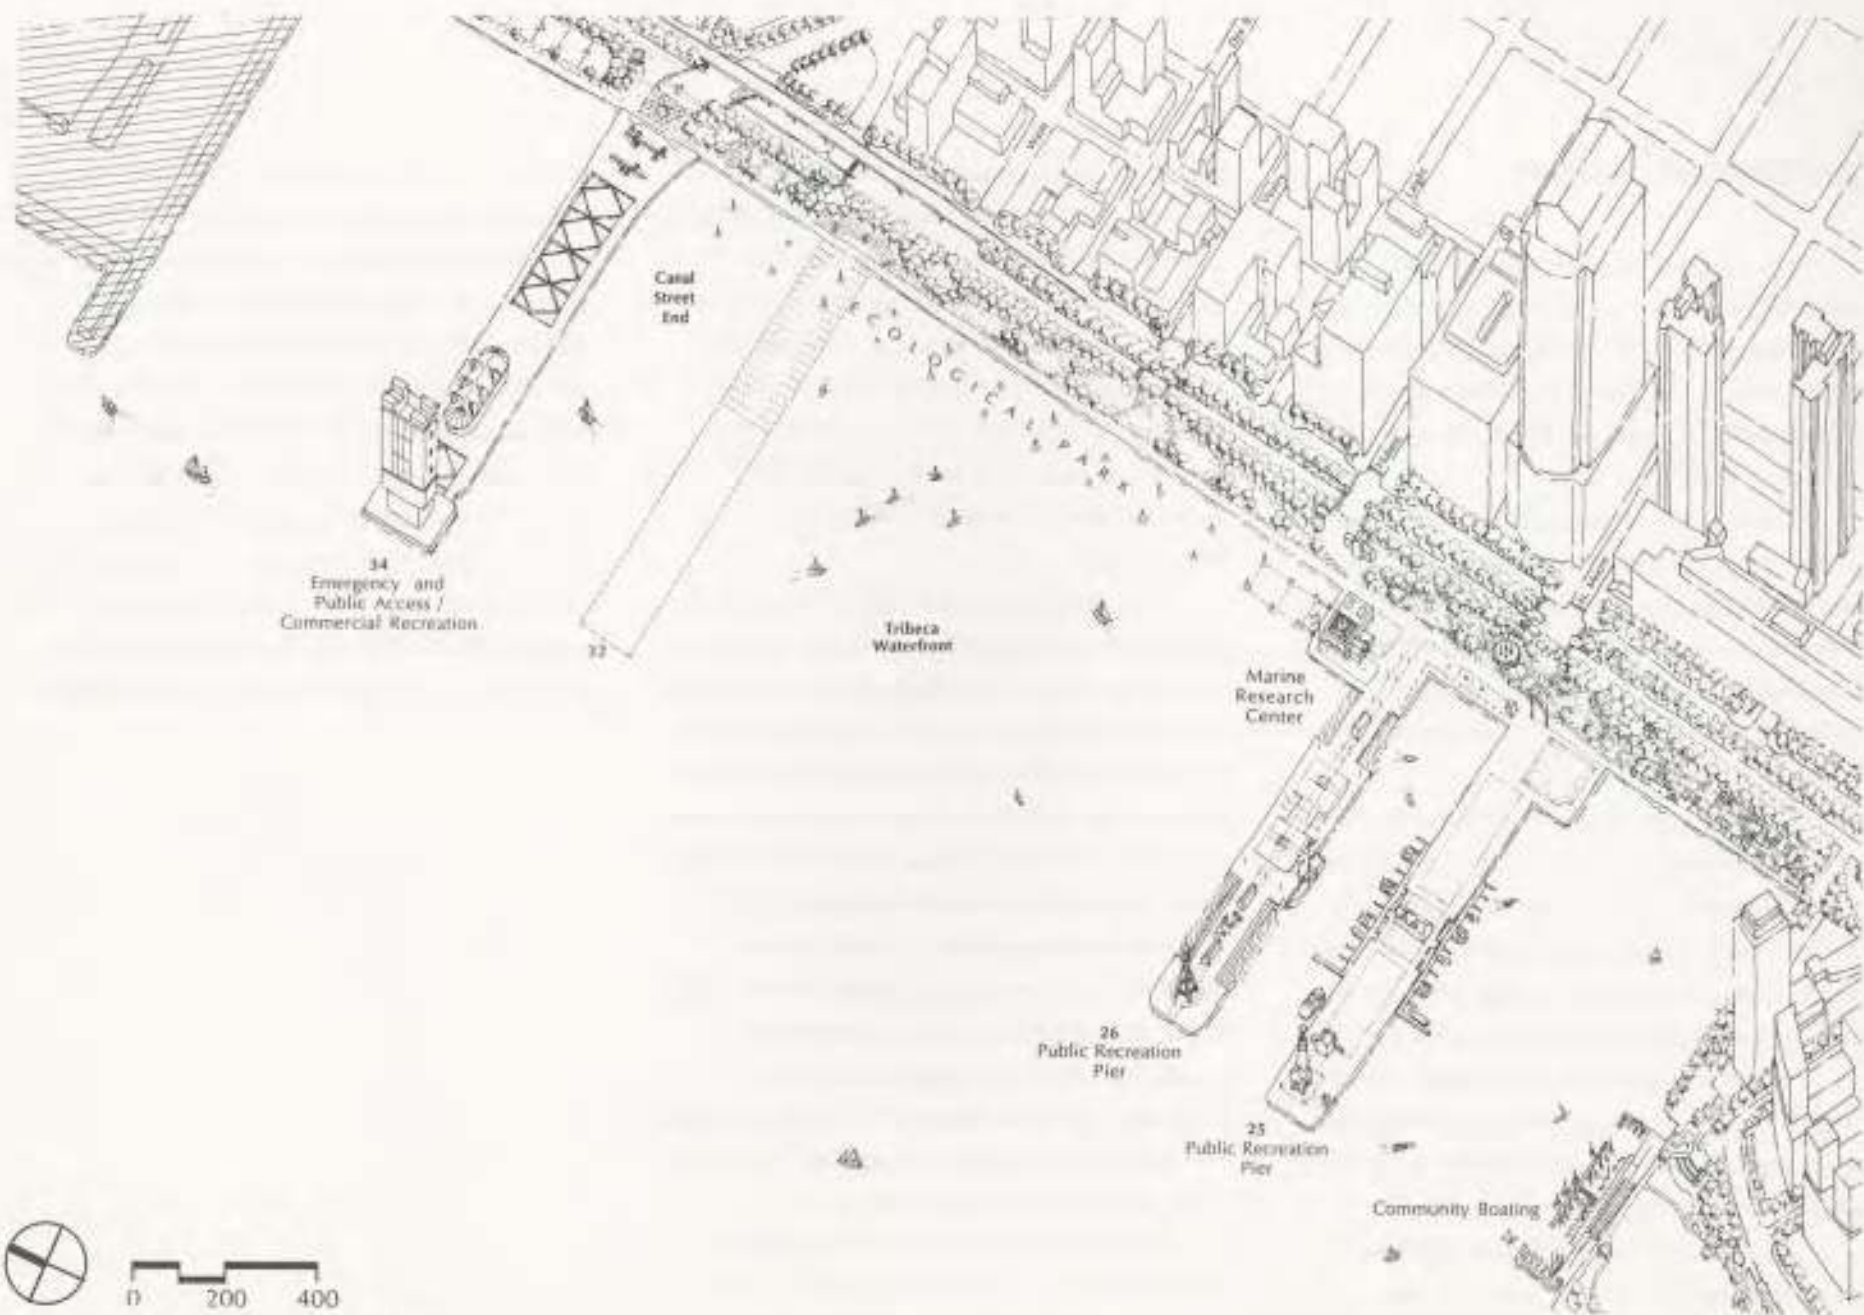 Canal
Street
End
ECOLOGICAL PARK
34
Emergency and
Public Access /
Commercial Recreation
32
Tribeca
Waterfront
Marine
Research
Center
26
Public Recreation
Pier
25
Public Recreation
Pier
Community Boating
0 200 400